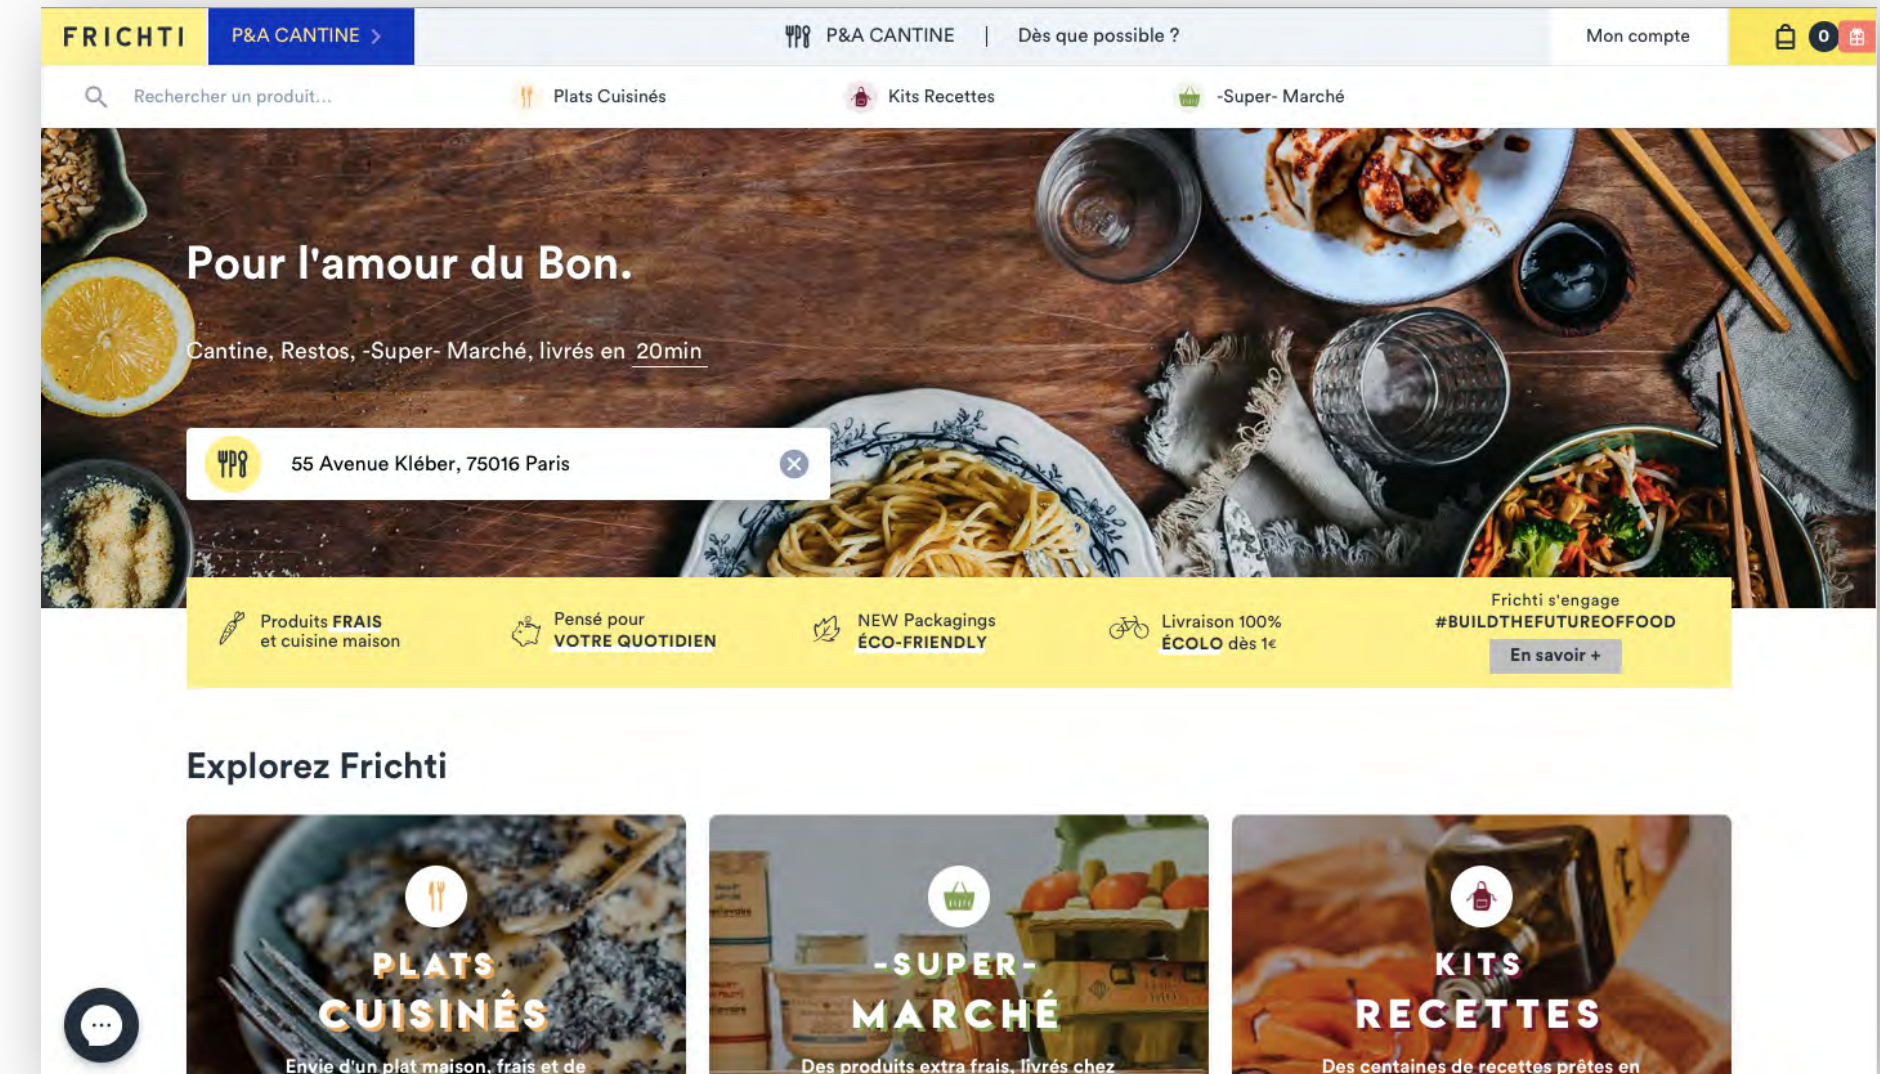 FRICHTI
P&A CANTINE >
P&A CANTINE | Dès que possible ?
Mon compte
0
Rechercher un produit...
Plats Cuisinés
Kits Recettes
-Super- Marché
Pour l'amour du Bon.
Cantine, Restos, -Super- Marché, livrés en 20min
55 Avenue Kléber, 75016 Paris
Produits FRAIS
et cuisine maison
Pensé pour
VOTRE QUOTIDIEN
NEW Packagings
ÉCO-FRIENDLY
Livraison 100%
ÉCOLO dès 1€
Frichti s'engage
#BUILDTHEFUTUREOFFOOD
En savoir +
Explorez Frichti
PLATS
CUISINÉS
Envie d'un plat maison, frais et de
-SUPER-
MARCHÉ
Des produits extra frais, livrés chez
KITS
RECETTES
Des centaines de recettes prêtes en